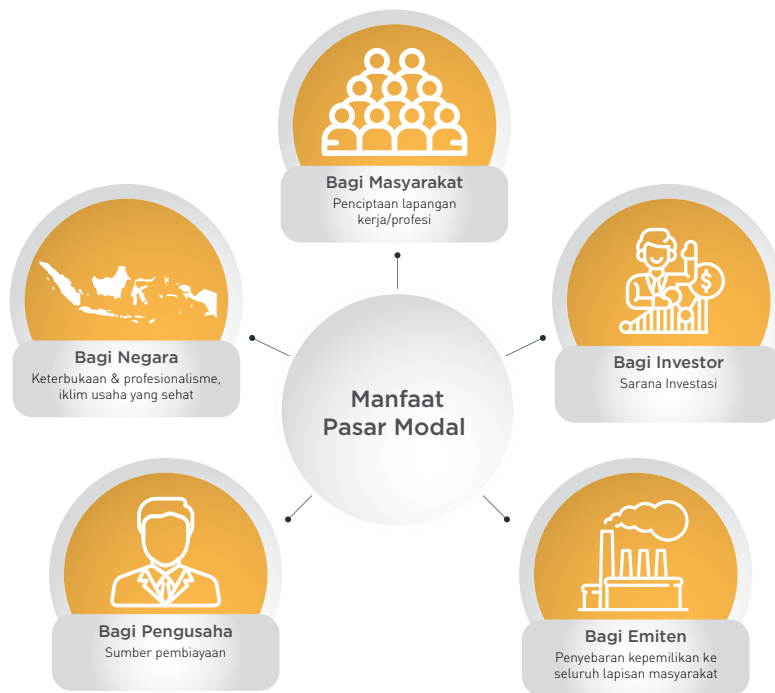 Bagi Masyarakat
Penciptaan lapangan
kerja/profesi
Bagi Negara
Keterbukaan & profesionalisme,
iklim usaha yang sehat
$
Bagi Investor
Sarana Investasi
Manfaat
Pasar Modal
Bagi Pengusaha
Sumber pembiayaan
Bagi Emiten
Penyebaran kepemilikan ke
seluruh lapisan masyarakat